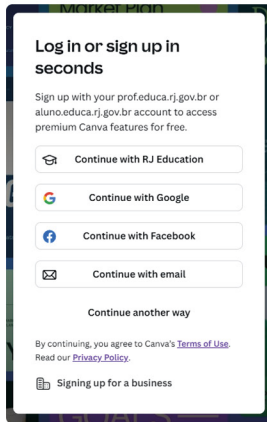 Market Plan
Log in or sign up in
seconds
Sign up with your prof.educa.rj.gov.br or
aluno.educa.rj.gov.br account to access
premium Canva features for free.
Continue with RJ Education
Continue with Google
Continue with Facebook
Continue with email
Continue another way
By continuing, you agree to Canva's Terms of Use.
Read our Privacy Policy.
Signing up for a business
GOALS